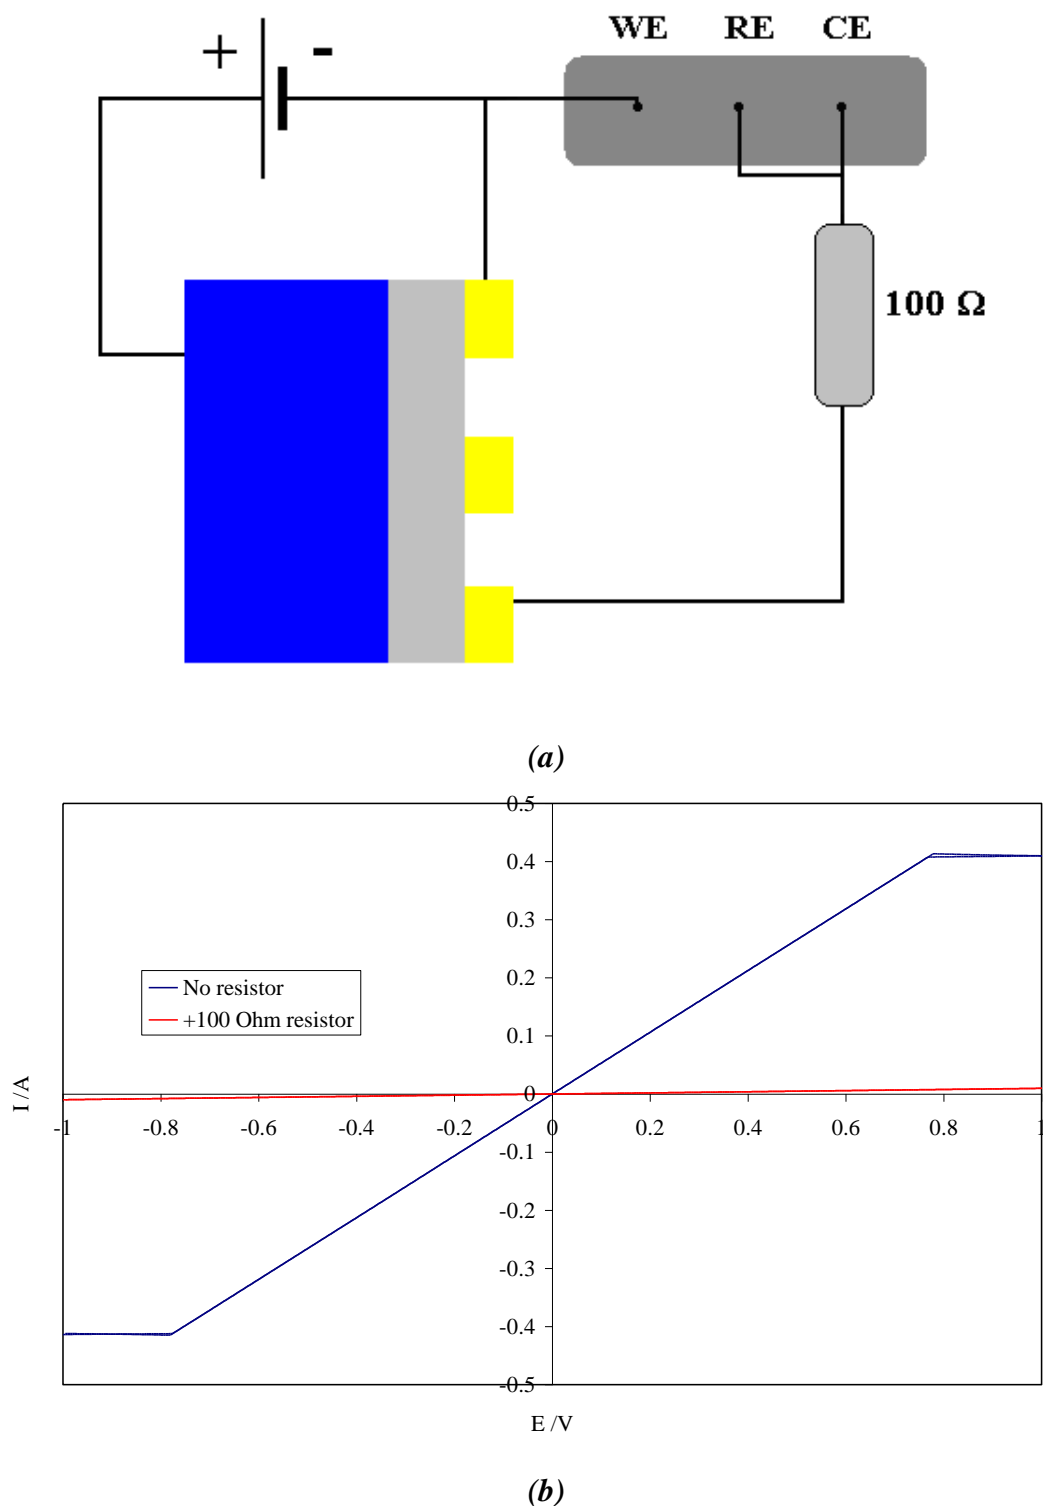 + -
WE RE CE
100 Ω
(a)
0.5
0.4
0.3
0.2
0.1
0
-0.1
-0.2
-0.3
-0.4
-0.5
-1 -0.8 -0.6 -0.4 -0.2 0 0.2 0.4 0.6 0.8 1
No resistor
+100 Ohm resistor
I /A
E /V
(b)